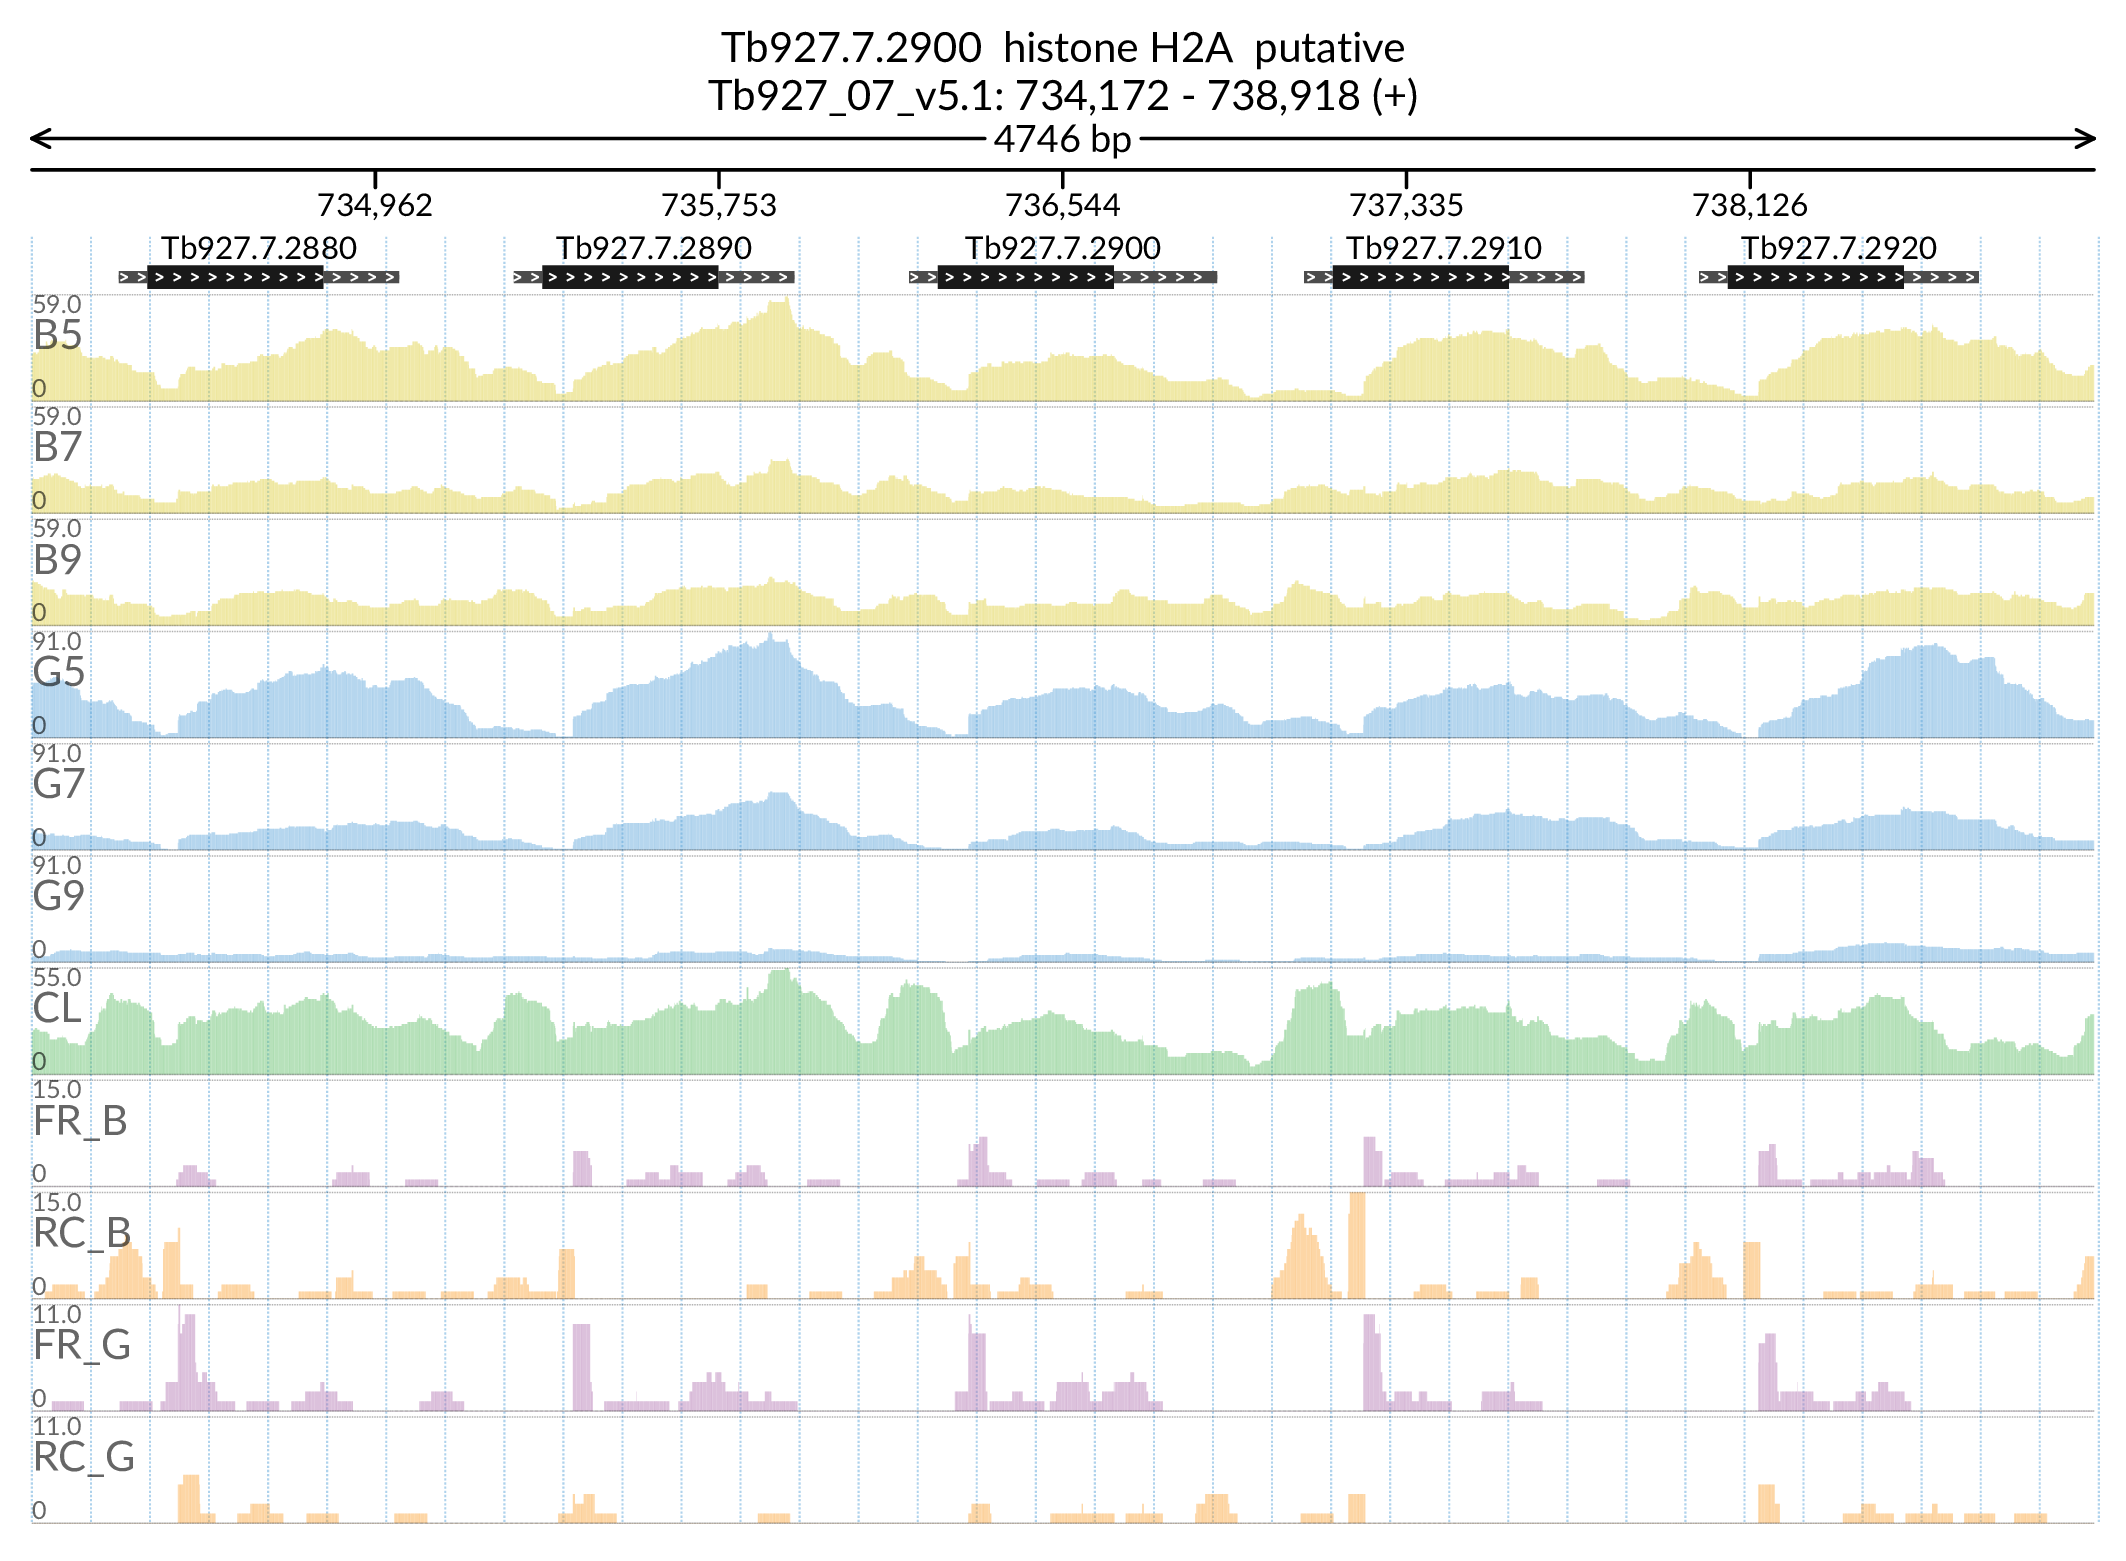 Tb927.7.2900  histone H2A  putative
Tb927_07_v5.1: 734,172 - 738,918 (+)
4746 bp
734,962 735,753 736,544 737,335 738,126
Tb927.7.2880 Tb927.7.2890 Tb927.7.2900 Tb927.7.2910 Tb927.7.2920
59.0
B5
0
59.0
B7
0
59.0
B9
0
91.0
G5
0
91.0
G7
0
91.0
G9
0
55.0
CL
0
15.0
FR_B
0
15.0
RC_B
0
11.0
FR_G
0
11.0
RC_G
0